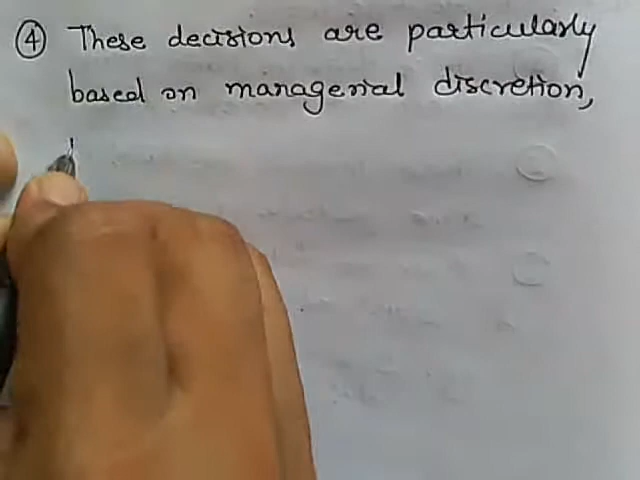 ④ These decisions are particularly
based on managerial discretion,